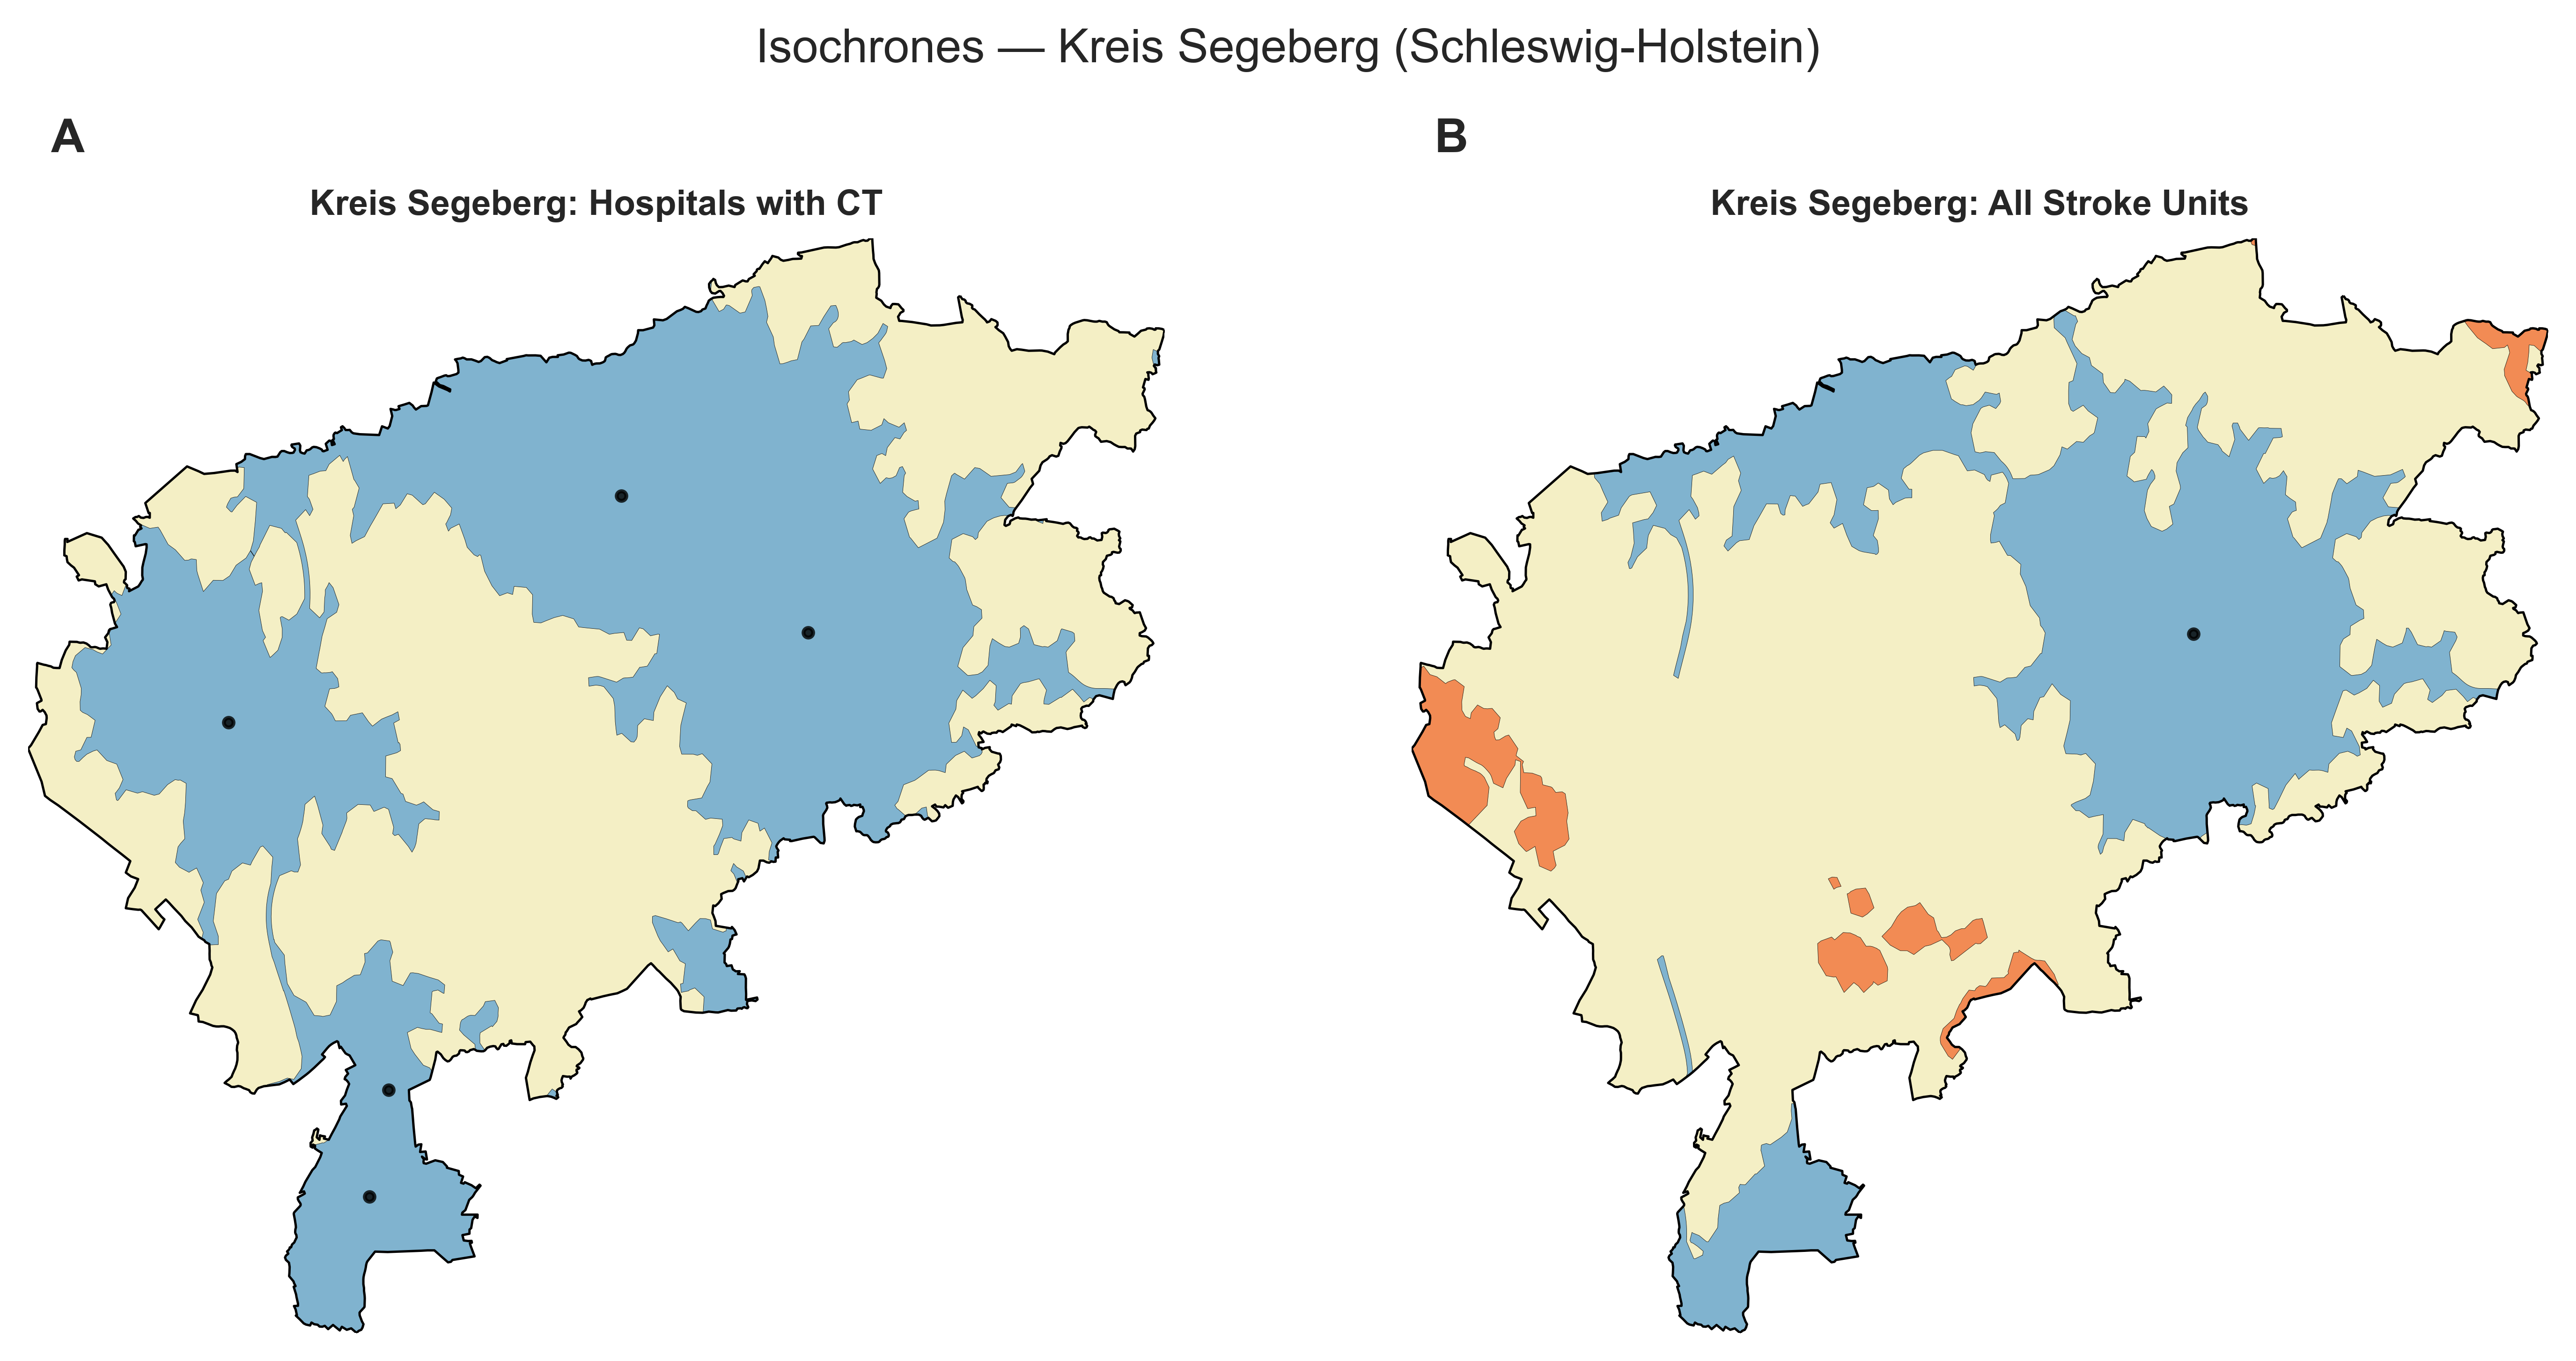 Isochrones — Kreis Segeberg (Schleswig-Holstein)
A
Kreis Segeberg: Hospitals with CT
B
Kreis Segeberg: All Stroke Units